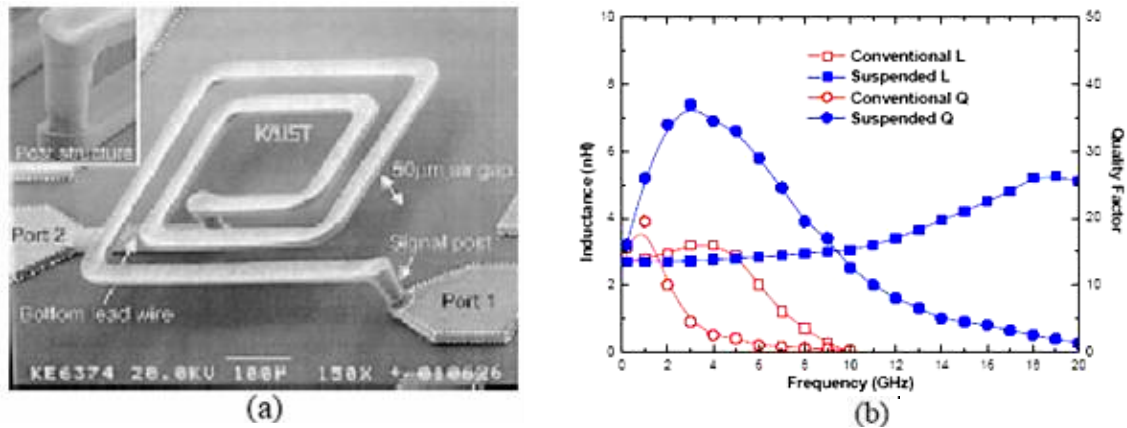 Post structure
KAIST
50μm air gap
Port 2
Signal post
Bottom lead wire
Port 1
KE6374 20.0KV 100μ 150X
(a)
10
8
6
4
2
0
Inductance (nH)
Conventional L
Suspended L
Conventional Q
Suspended Q
50
40
30
20
10
0
Quality Factor
0 2 4 6 8 10 12 14 16 18 20
Frequency (GHz)
(b)